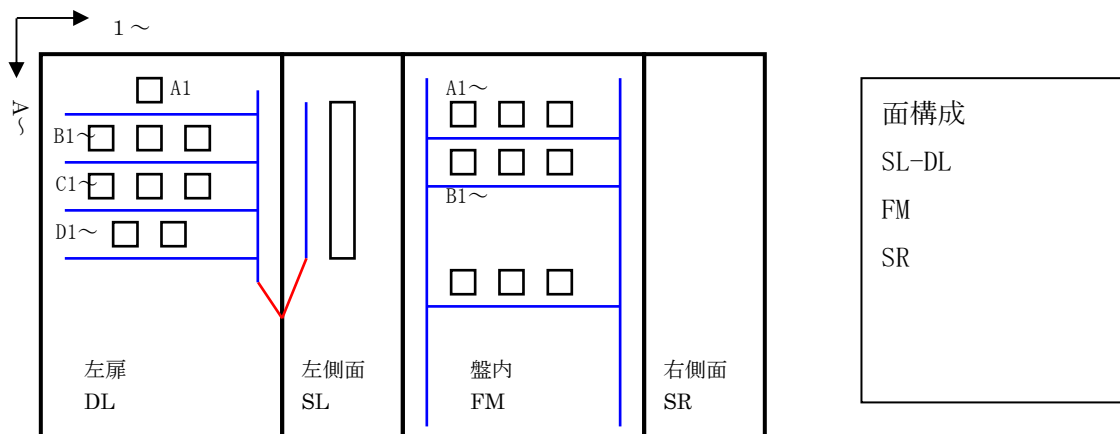 1～
A～
A1
B1～
C1～
D1～
A1～
B1～
左扉
DL
左側面
SL
盤内
FM
右側面
SR
面構成
SL-DL
FM
SR